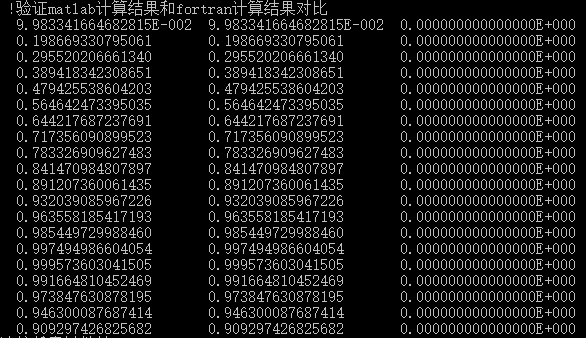 !验证matlab计算结果和fortran计算结果对比
9.983341664682815E-002 9.983341664682815E-002 0.000000000000000E+000
0.198669330795061 0.198669330795061 0.000000000000000E+000
0.295520206661340 0.295520206661340 0.000000000000000E+000
0.389418342308651 0.389418342308651 0.000000000000000E+000
0.479425538604203 0.479425538604203 0.000000000000000E+000
0.564642473395035 0.564642473395035 0.000000000000000E+000
0.644217687237691 0.644217687237691 0.000000000000000E+000
0.717356090899523 0.717356090899523 0.000000000000000E+000
0.783326909627483 0.783326909627483 0.000000000000000E+000
0.841470984807897 0.841470984807897 0.000000000000000E+000
0.891207360061435 0.891207360061435 0.000000000000000E+000
0.932039085967226 0.932039085967226 0.000000000000000E+000
0.963558185417193 0.963558185417193 0.000000000000000E+000
0.985449729988460 0.985449729988460 0.000000000000000E+000
0.997494986604054 0.997494986604054 0.000000000000000E+000
0.999573603041505 0.999573603041505 0.000000000000000E+000
0.991664810452469 0.991664810452469 0.000000000000000E+000
0.973847630878195 0.973847630878195 0.000000000000000E+000
0.946300087687414 0.946300087687414 0.000000000000000E+000
0.909297426825682 0.909297426825682 0.000000000000000E+000